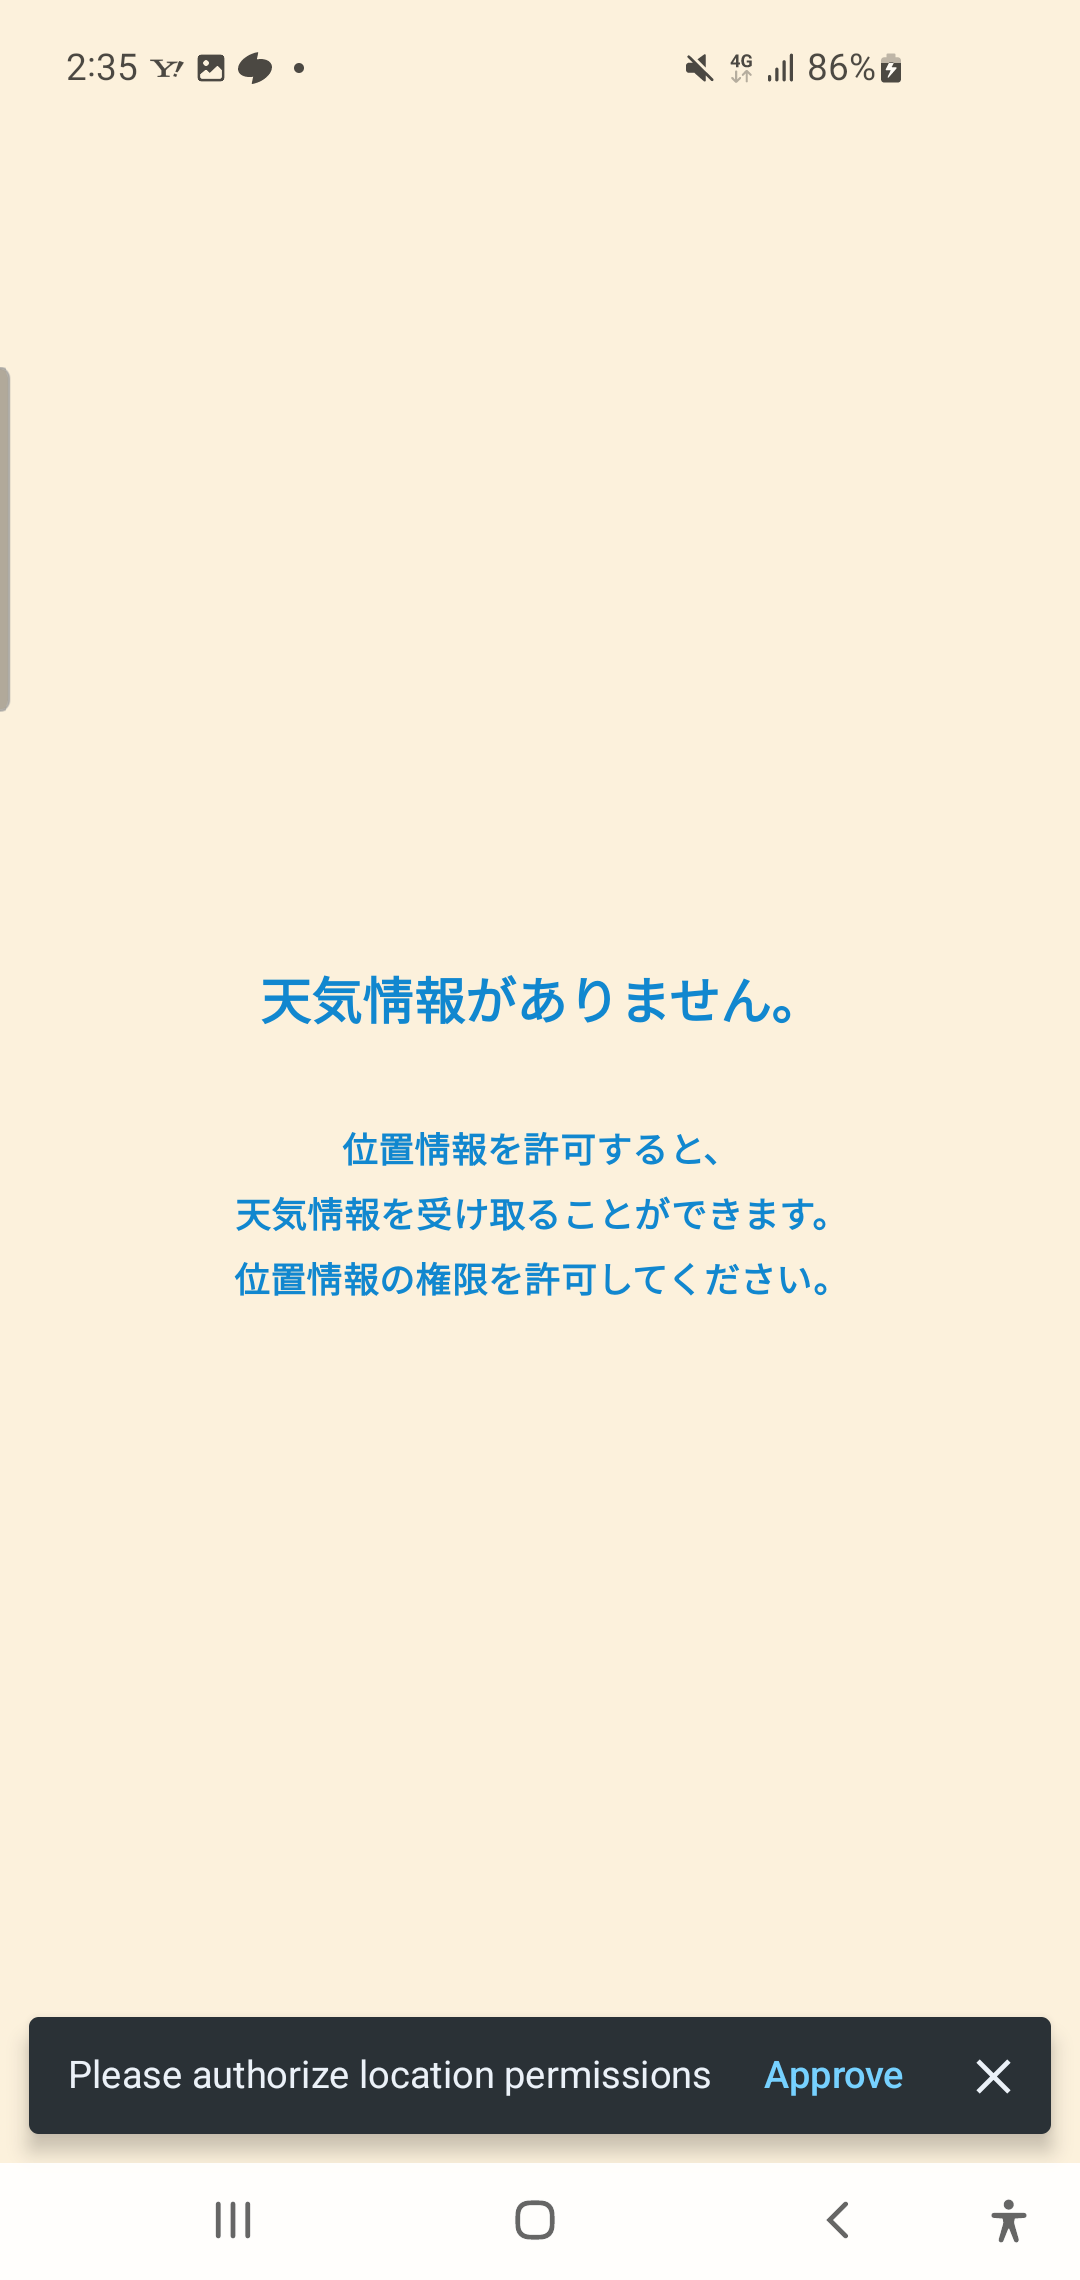 2:35 Y! 4G 86%
天気情報がありません。
位置情報を許可すると、
天気情報を受け取ることができます。
位置情報の権限を許可してください。
Please authorize location permissions Approve